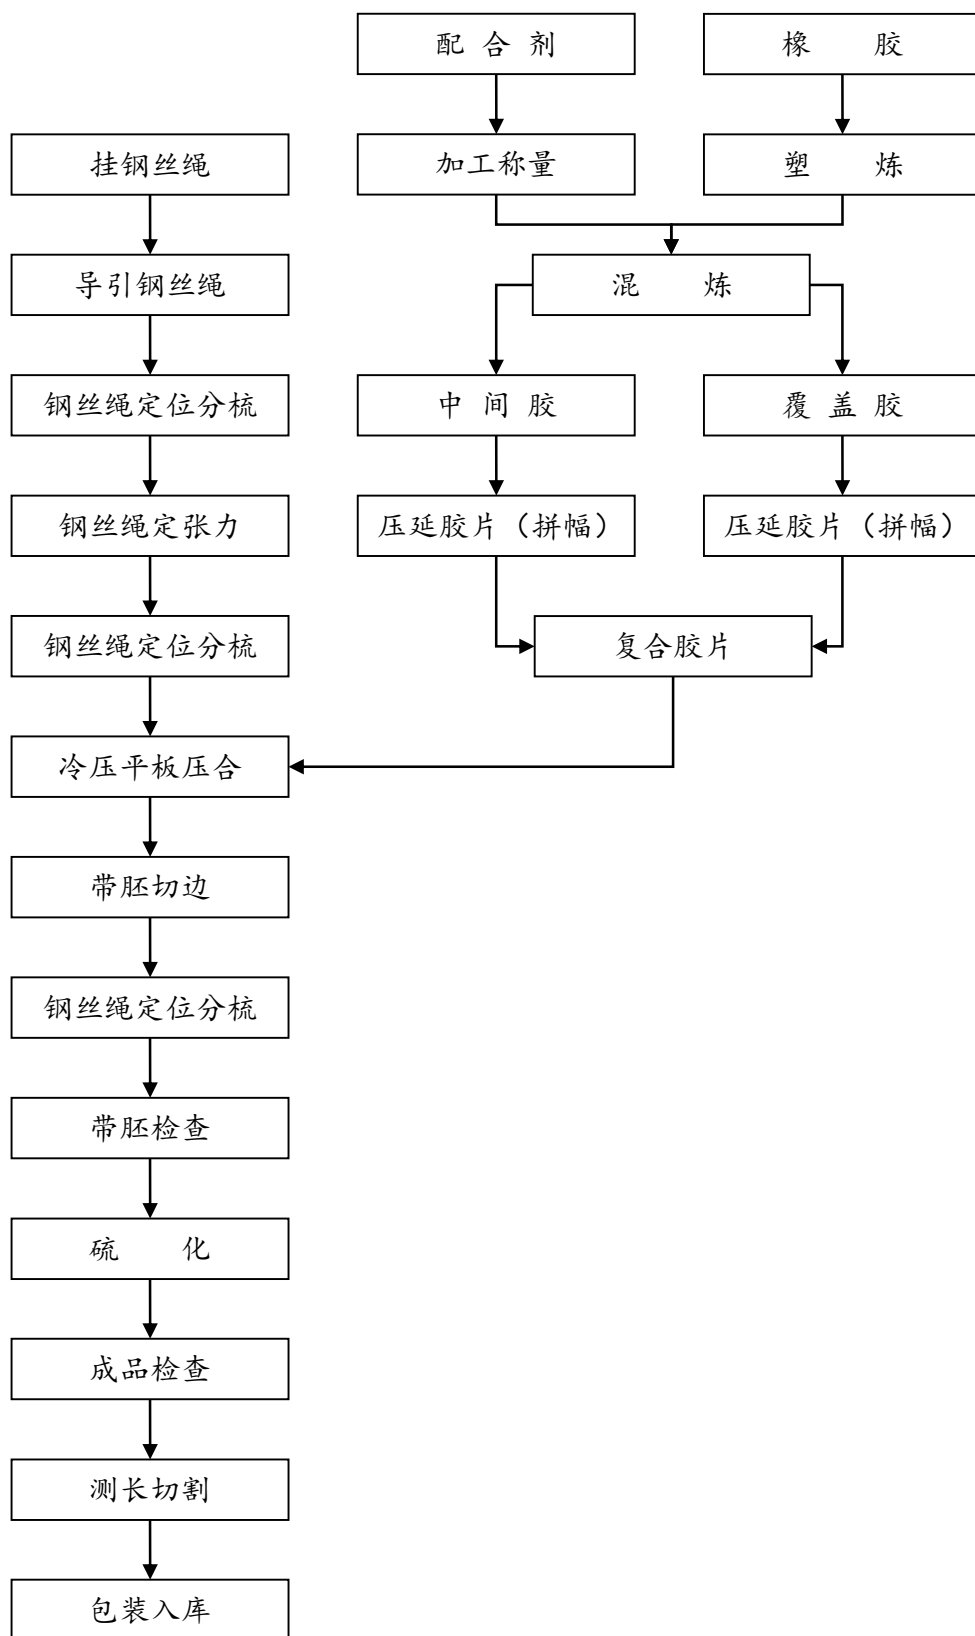 配合剂
橡胶
挂钢丝绳
加工称量
塑炼
导引钢丝绳
混炼
钢丝绳定位分梳
中间胶
覆盖胶
钢丝绳定张力
压延胶片（拼幅）
压延胶片（拼幅）
钢丝绳定位分梳
复合胶片
冷压平板压合
带胚切边
钢丝绳定位分梳
带胚检查
硫化
成品检查
测长切割
包装入库